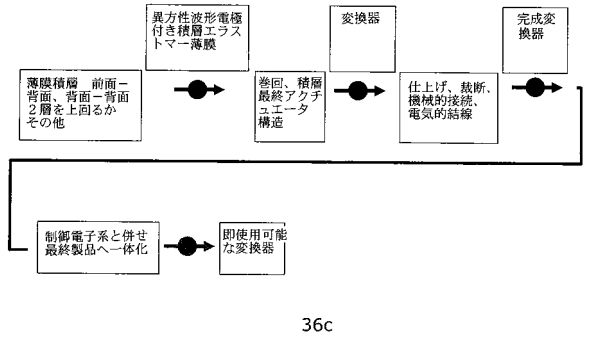 異方性波形電極
付き積層エラス
トマー薄膜
変換器
完成変
換器
薄膜積層　前面－
背面、背面－背面
２層を上回るか
その他
巻回、積層
最終アクチ
ュエータ
構造
仕上げ、裁断、
機械的接続、
電気的結線
制御電子系と併せ
最終製品へ一体化
即使用可能
な変換器
36c